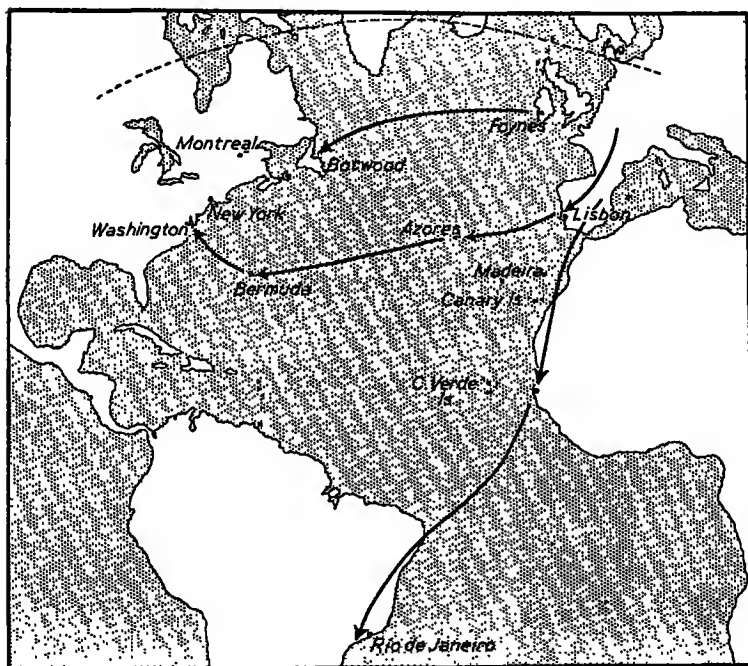 Foynes
Montreal
Botwood
New York
Washington
Lisbon
Azores
Madeira
Bermuda
Canary Is
C. Verde
Is.
Rio de Janeiro